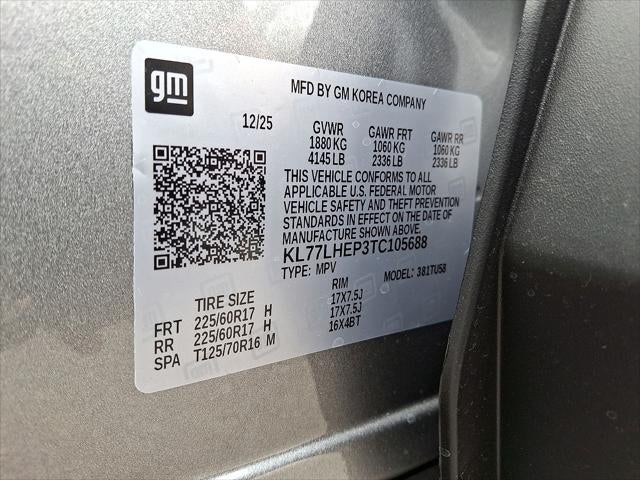 gm
MFD BY GM KOREA COMPANY
12/25 GVWR GAWR FRT GAWR RR
1880 KG 1060 KG 1060 KG
4145 LB 2336 LB 2336 LB
THIS VEHICLE CONFORMS TO ALL
APPLICABLE U.S. FEDERAL MOTOR
VEHICLE SAFETY AND THEFT PREVENTION
STANDARDS IN EFFECT ON THE DATE OF
MANUFACTURE SHOWN ABOVE.
KL77LHEP3TC105688
TYPE: MPV MODEL: 381TU58
TIRE SIZE RIM
FRT 225/60R17 H 17X7.5J
RR 225/60R17 H 17X7.5J
SPA T125/70R16 M 16X4BT